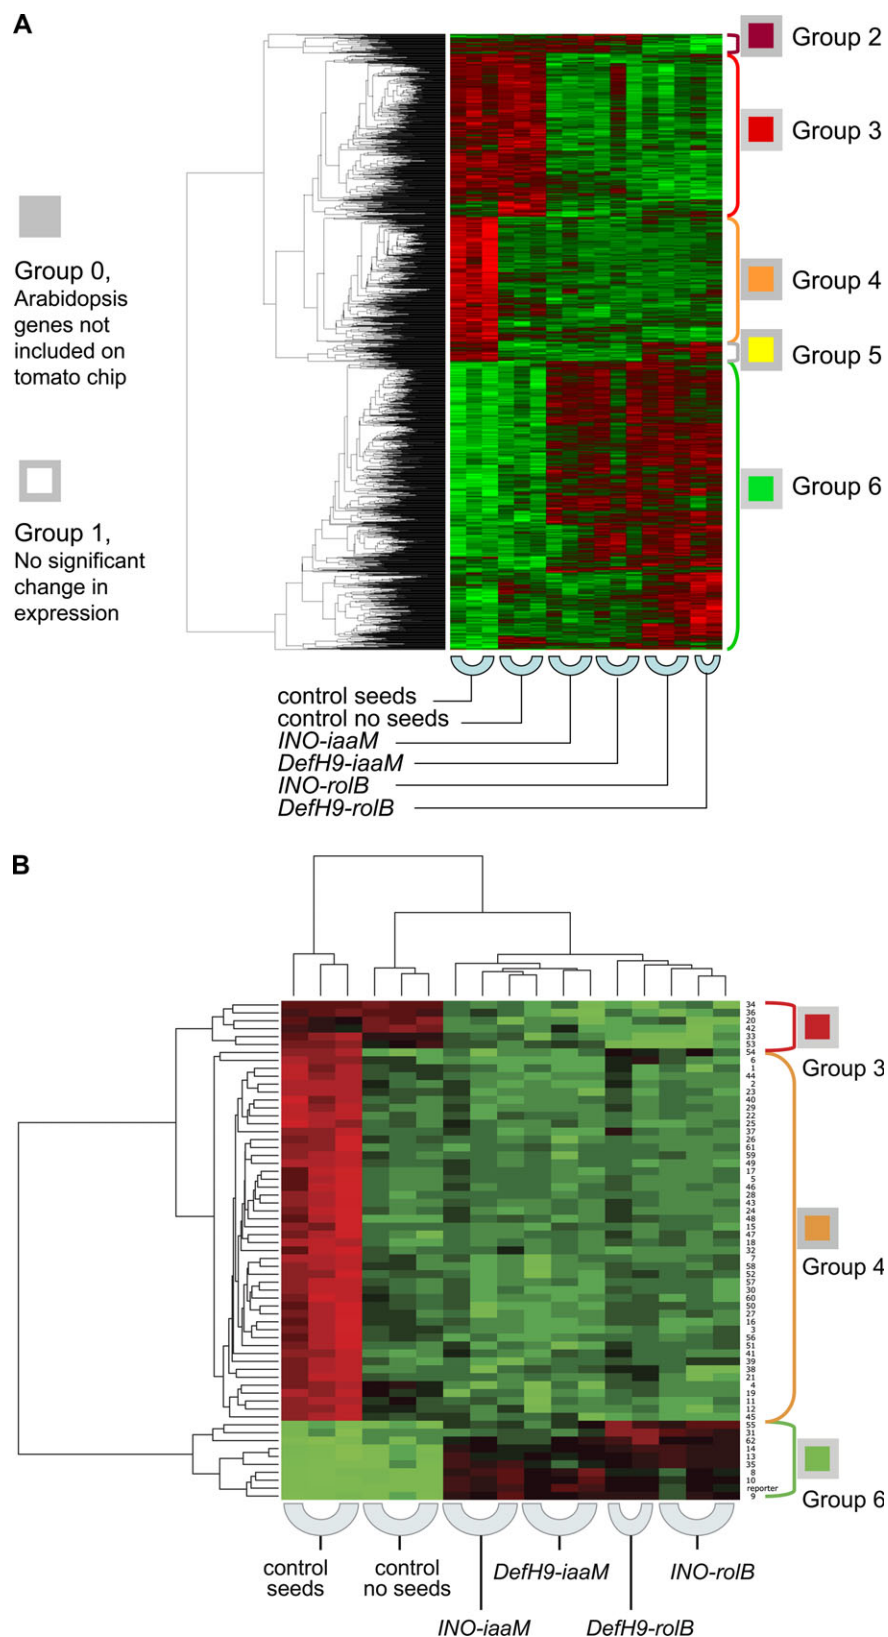 A
Group 2
Group 3
Group 4
Group 5
Group 6
Group 0,
Arabidopsis
genes not
included on
tomato chip
Group 1,
No significant
change in
expression
control seeds
control no seeds
INO-iaaM
DefH9-iaaM
INO-rolB
DefH9-rolB
B
34
36
20
42
33
53
54
6
1
44
2
23
40
29
22
25
37
26
61
59
49
17
5
46
28
43
24
48
15
47
18
32
7
58
52
57
30
60
50
27
16
3
56
51
41
39
38
21
4
19
11
12
45
55
31
62
14
13
35
8
10
reporter
9
Group 3
Group 4
Group 6
control
seeds
control
no seeds
INO-iaaM
DefH9-iaaM
DefH9-rolB
INO-rolB